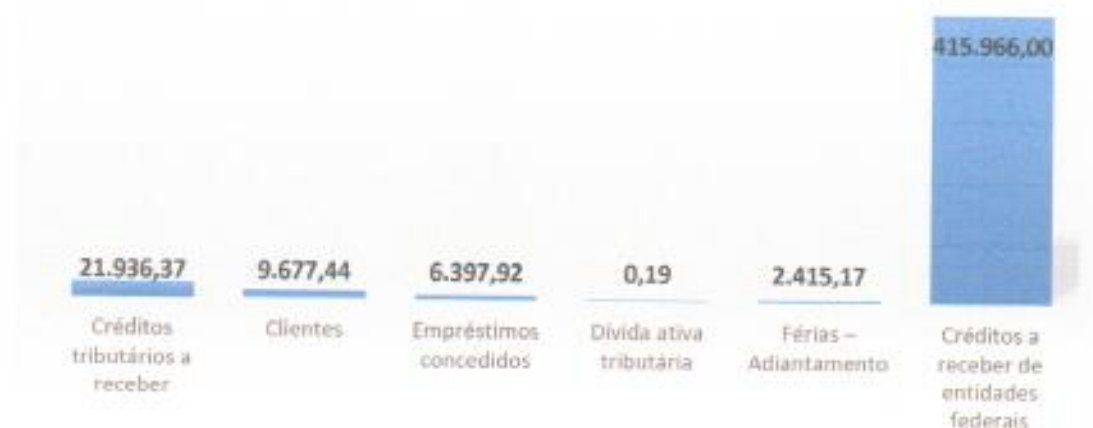 415.966,00
21.936,37
9.677,44
6.397,92
0,19
2.415,17
Créditos
tributários a
receber
Clientes
Empréstimos
concedidos
Dívida ativa
tributária
Férias –
Adiantamento
Créditos a
receber de
entidades
federais